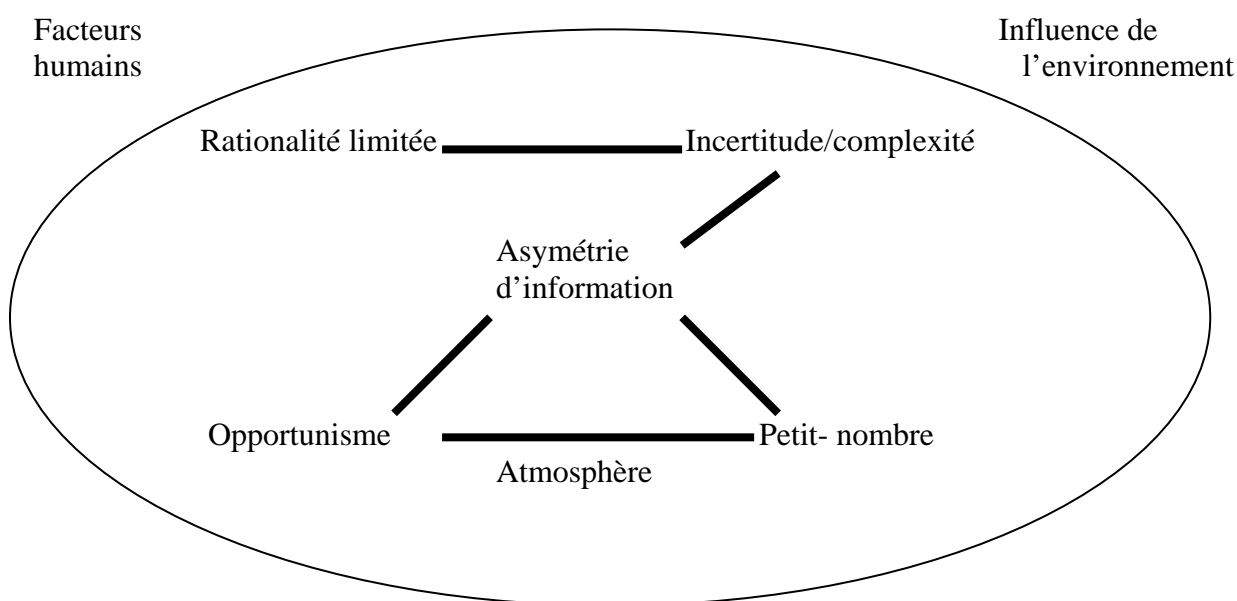 Facteurs
humains
Influence de
l’environnement
Rationalité limitée
Incertitude/complexité
Asymétrie
d’information
Opportunisme
Petit- nombre
Atmosphère